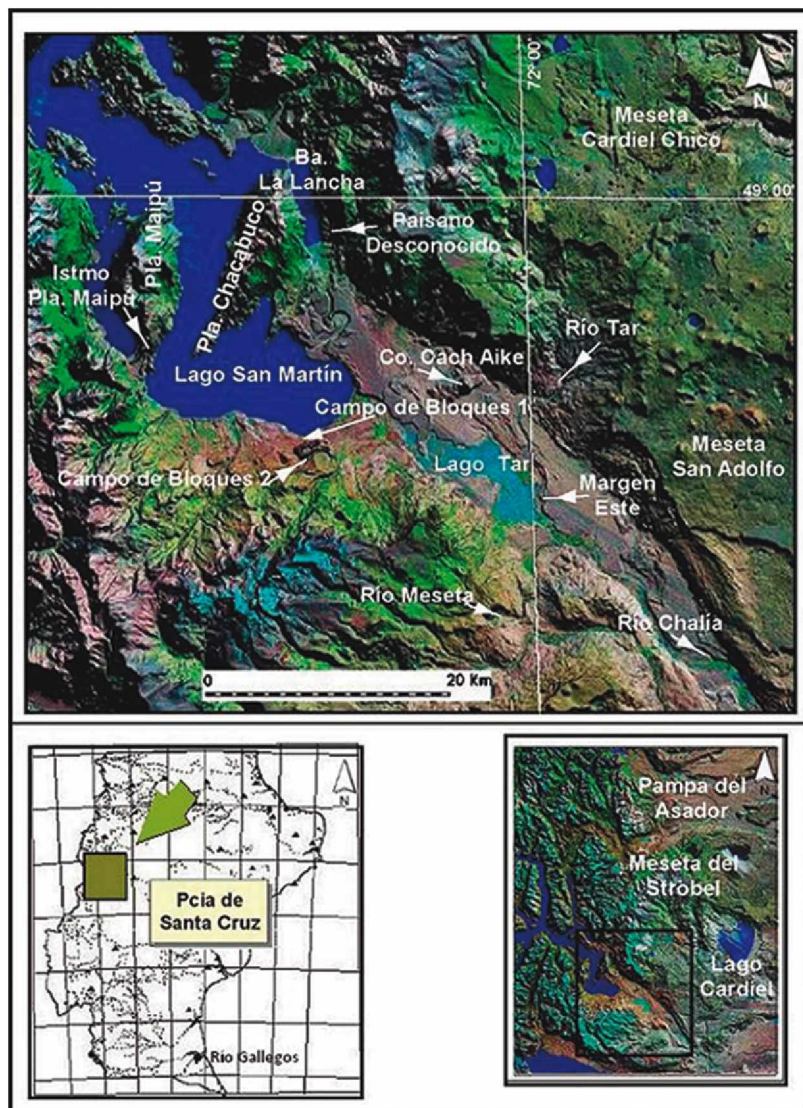 72°00'
N
Meseta
Cardiel Chico
Ba.
La Lancha
49°00'
Pla. Maipú
Pla. Chacabuco
Paisano
Desconocido
Istmo
Pla. Maipú
Río Tar
Co. Cach Aike
Lago San Martín
Campo de Bloques 1
Meseta
San Adolfo
Campo de Bloques 2
Lago Tar
Margen
Este
Río Meseta
Río Chalía
0
20 Km
N
Pcia de
Santa Cruz
Río Gallegos
N
Pampa del
Asador
Meseta del
Strobel
Lago
Cardiel